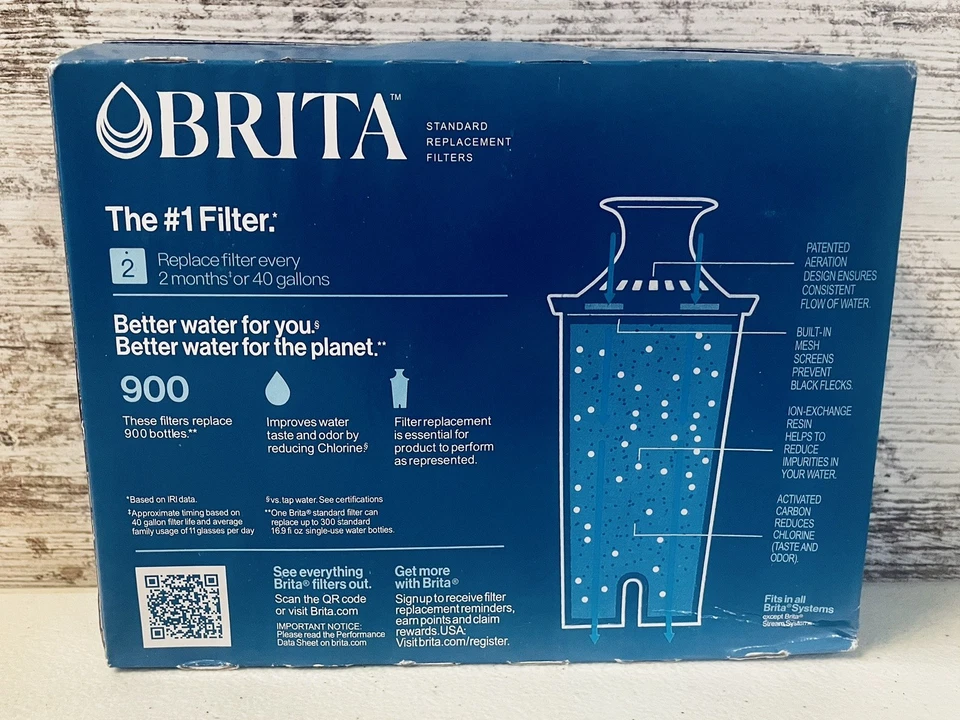 BRITA™
STANDARD
REPLACEMENT
FILTERS
The #1 Filter.*
2
Replace filter every
2 months‡ or 40 gallons
Better water for you.§
Better water for the planet.**
900
These filters replace
900 bottles.**
Improves water
taste and odor by
reducing Chlorine§
Filter replacement
is essential for
product to perform
as represented.
*Based on IRI data.
‡Approximate timing based on
40 gallon filter life and average
family usage of 11 glasses per day
§vs. tap water. See certifications
**One Brita® standard filter can
replace up to 300 standard
16.9 fl oz single-use water bottles.
See everything
Brita® filters out.
Scan the QR code
or visit Brita.com
IMPORTANT NOTICE:
Please read the Performance
Data Sheet on brita.com
Get more
with Brita®
Sign up to receive filter
replacement reminders,
earn points and claim
rewards. USA:
Visit brita.com/register.
PATENTED
AERATION
DESIGN ENSURES
CONSISTENT
FLOW OF WATER.
BUILT-IN
MESH
SCREENS
PREVENT
BLACK FLECKS.
ION-EXCHANGE
RESIN
HELPS TO
REDUCE
IMPURITIES IN
YOUR WATER.
ACTIVATED
CARBON
REDUCES
CHLORINE
(TASTE AND
ODOR).
Fits in all
Brita® Systems
except Brita®
Stream Systems